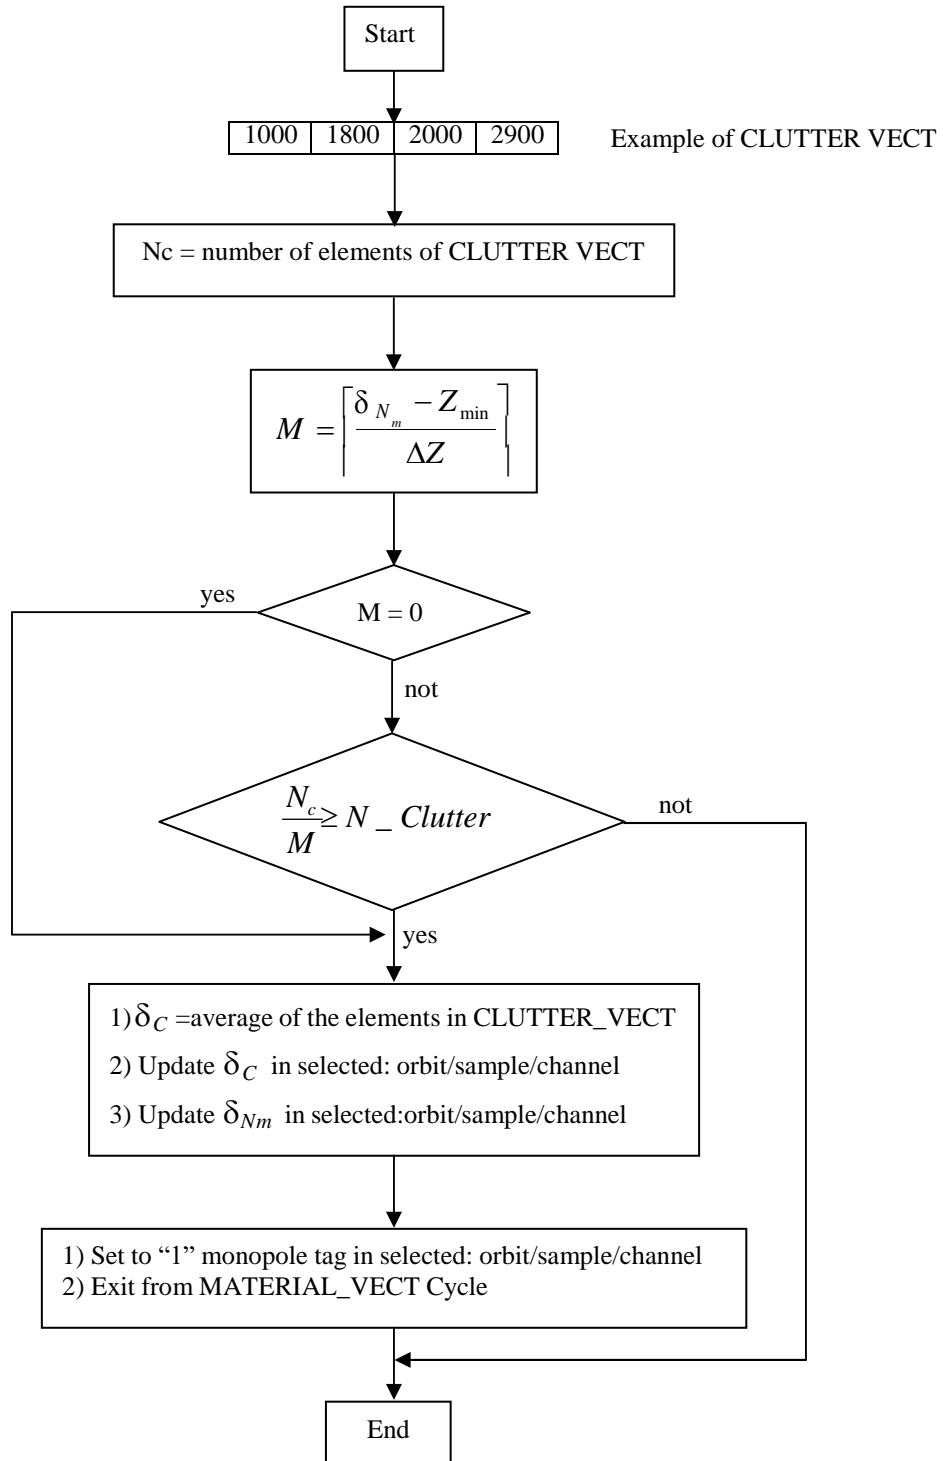 Start
1000 1800 2000 2900 Example of CLUTTER VECT
Nc = number of elements of CLUTTER VECT
M = ⌈(δ_{N_m} − Z_min) / ΔZ⌉
yes
M = 0
not
N_c / M ≥ N _ Clutter
not
yes
1) δ_C =average of the elements in CLUTTER_VECT
2) Update δ_C in selected: orbit/sample/channel
3) Update δ_{Nm} in selected:orbit/sample/channel
1) Set to “1” monopole tag in selected: orbit/sample/channel
2) Exit from MATERIAL_VECT Cycle
End